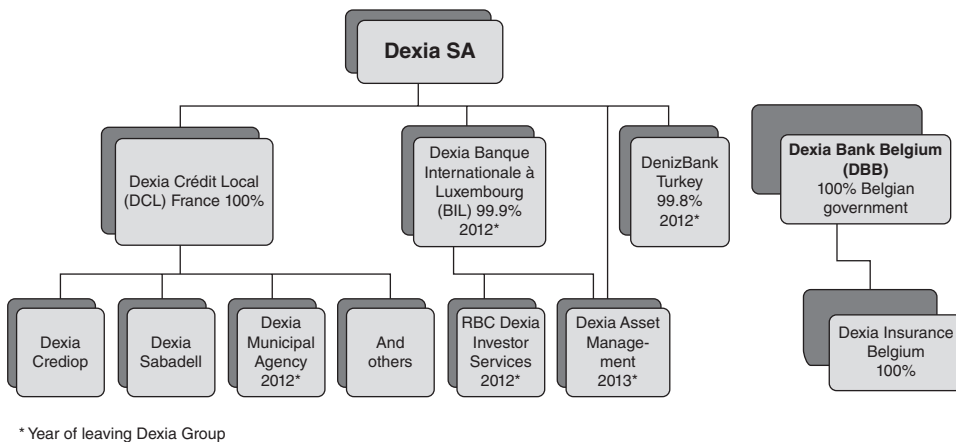 Dexia SA
Dexia Crédit Local
(DCL) France 100%
Dexia Banque
Internationale à
Luxembourg
(BIL) 99.9%
2012*
DenizBank
Turkey
99.8%
2012*
Dexia Bank Belgium
(DBB)
100% Belgian
government
Dexia
Crediop
Dexia
Sabadell
Dexia
Municipal
Agency
2012*
And
others
RBC Dexia
Investor
Services
2012*
Dexia Asset
Manage-
ment
2013*
Dexia Insurance
Belgium
100%
* Year of leaving Dexia Group